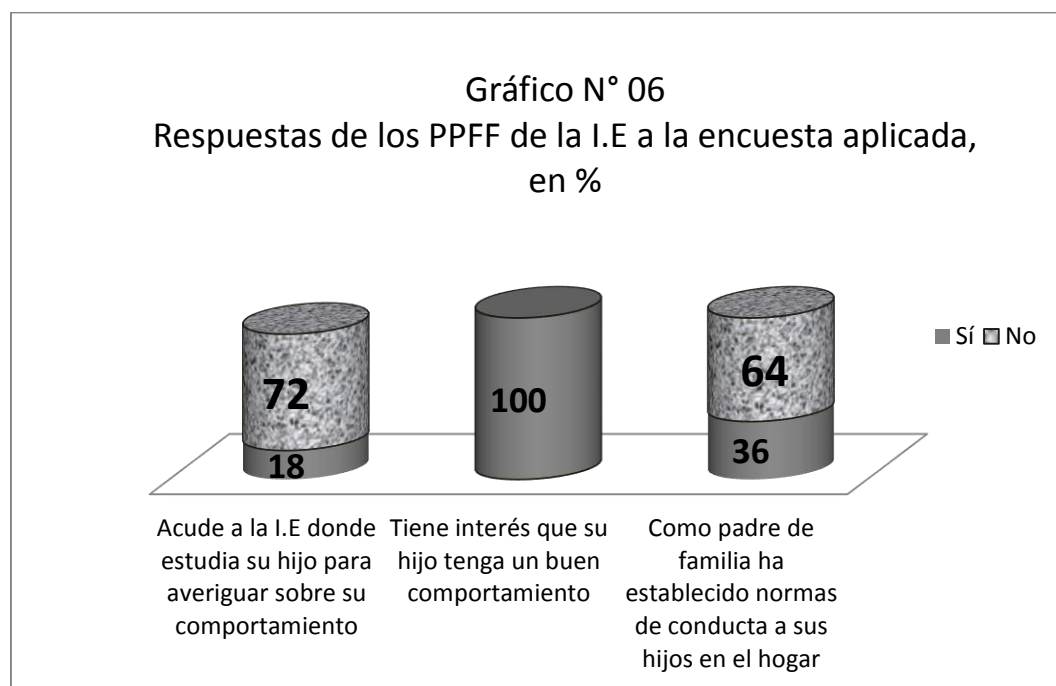 Gráfico N° 06
Respuestas de los PPFF de la I.E a la encuesta aplicada,
en %
72
18
100
64
36
Sí No
Acude a la I.E donde
estudia su hijo para
averiguar sobre su
comportamiento
Tiene interés que su
hijo tenga un buen
comportamiento
Como padre de
familia ha
establecido normas
de conducta a sus
hijos en el hogar